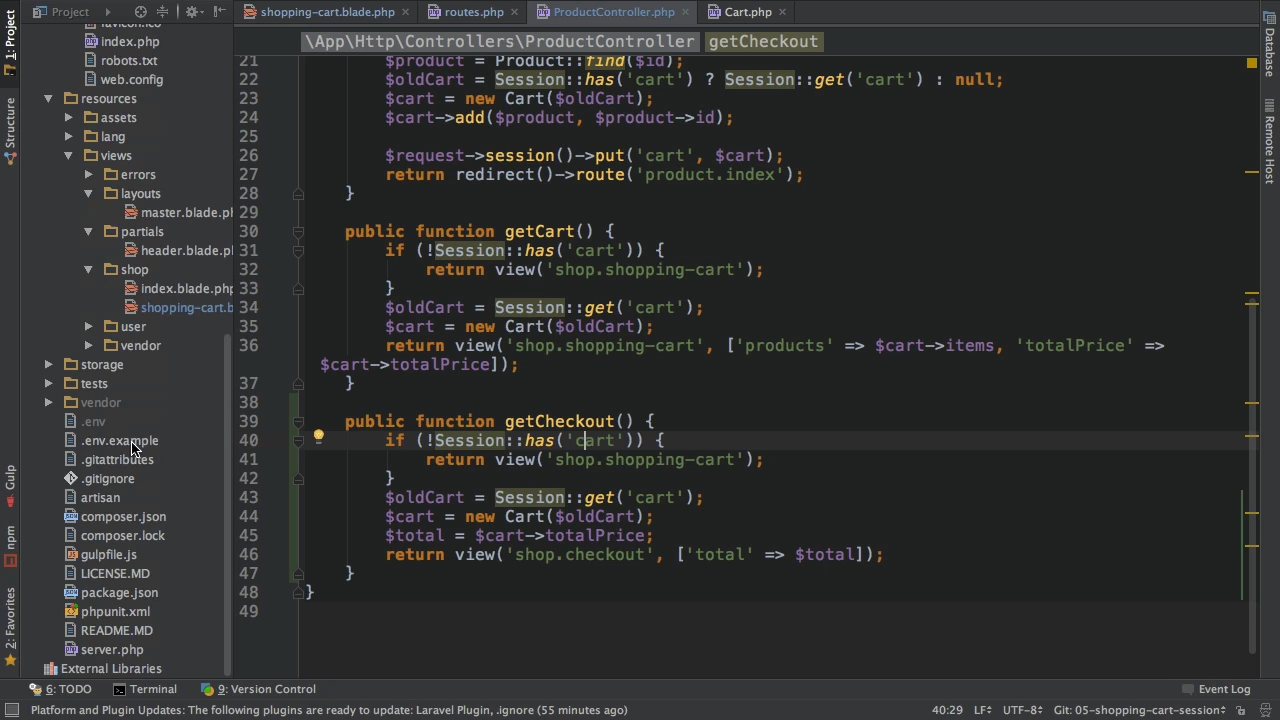 Project
shopping-cart.blade.php
routes.php
ProductController.php
Cart.php
1: Project
Structure
Gulp
npm
2: Favorites
Database
Remote Host
index.php
robots.txt
web.config
resources
assets
lang
views
errors
layouts
master.blade.ph
partials
header.blade.p
shop
index.blade.php
shopping-cart.b
user
vendor
storage
tests
vendor
.env
.env.example
.gitattributes
.gitignore
artisan
composer.json
composer.lock
gulpfile.js
LICENSE.MD
package.json
phpunit.xml
README.MD
server.php
External Libraries
\App\Http\Controllers\ProductController getCheckout
21 $product = Product::find($id);
22 $oldCart = Session::has('cart') ? Session::get('cart') : null;
23 $cart = new Cart($oldCart);
24 $cart->add($product, $product->id);
25
26 $request->session()->put('cart', $cart);
27 return redirect()->route('product.index');
28 }
29
30 public function getCart() {
31 if (!Session::has('cart')) {
32 return view('shop.shopping-cart');
33 }
34 $oldCart = Session::get('cart');
35 $cart = new Cart($oldCart);
36 return view('shop.shopping-cart', ['products' => $cart->items, 'totalPrice' =>
$cart->totalPrice]);
37 }
38
39 public function getCheckout() {
40 if (!Session::has('cart')) {
41 return view('shop.shopping-cart');
42 }
43 $oldCart = Session::get('cart');
44 $cart = new Cart($oldCart);
45 $total = $cart->totalPrice;
46 return view('shop.checkout', ['total' => $total]);
47 }
48 }
49
6: TODO Terminal 9: Version Control Event Log
Platform and Plugin Updates: The following plugins are ready to update: Laravel Plugin, .ignore (55 minutes ago) 40:29 LF UTF-8 Git: 05-shopping-cart-session